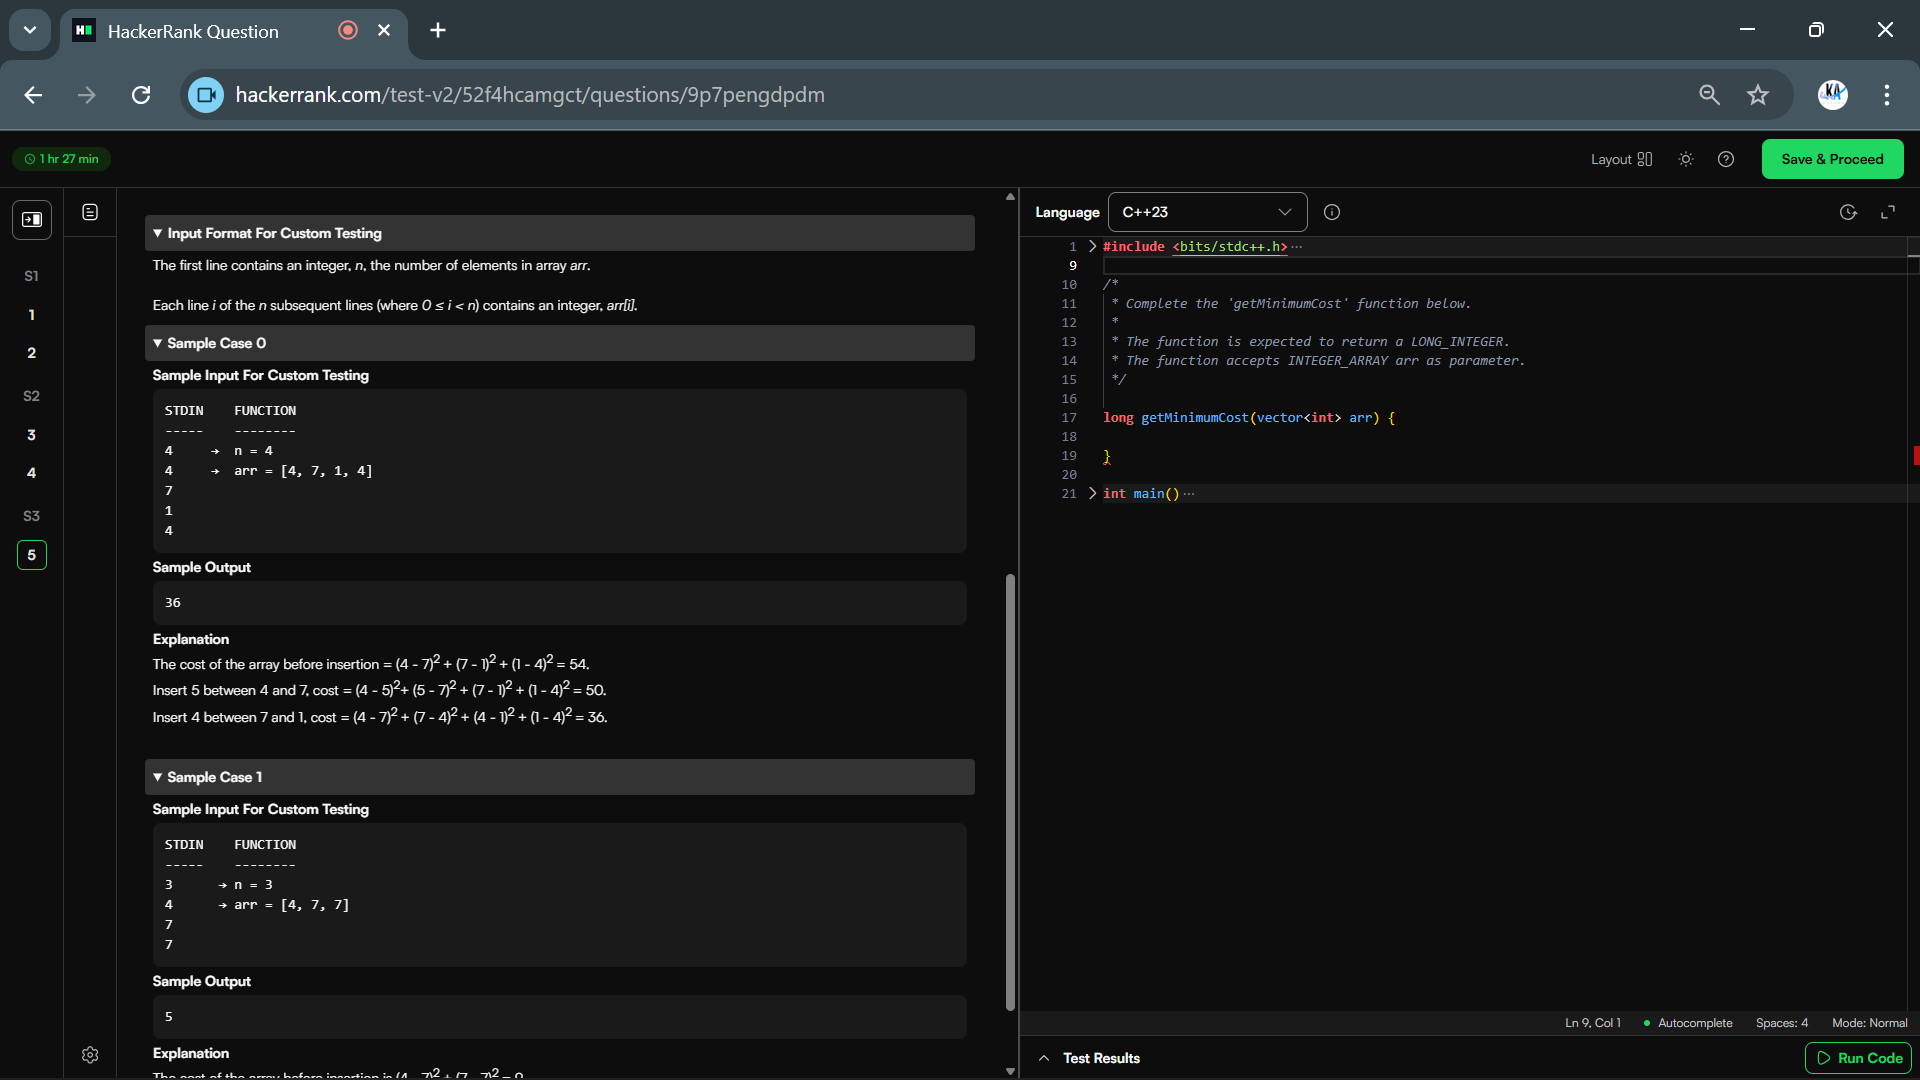 HackerRank Question
hackerrank.com/test-v2/52f4hcamgct/questions/9p7pengdpdm
KA
1 hr 27 min
Layout
Save & Proceed
S1
1
2
S2
3
4
S3
5
Input Format For Custom Testing
The first line contains an integer, n, the number of elements in array arr.
Each line i of the n subsequent lines (where 0 ≤ i < n) contains an integer, arr[i].
Sample Case 0
Sample Input For Custom Testing
STDIN    FUNCTION
-----    --------
4     →  n = 4
4     →  arr = [4, 7, 1, 4]
7
1
4
Sample Output
36
Explanation
The cost of the array before insertion = (4 - 7)² + (7 - 1)² + (1 - 4)² = 54.
Insert 5 between 4 and 7, cost = (4 - 5)²+ (5 - 7)² + (7 - 1)² + (1 - 4)² = 50.
Insert 4 between 7 and 1, cost = (4 - 7)² + (7 - 4)² + (4 - 1)² + (1 - 4)² = 36.
Sample Case 1
Sample Input For Custom Testing
STDIN    FUNCTION
-----    --------
3      → n = 3
4      → arr = [4, 7, 7]
7
7
Sample Output
5
Explanation
The cost of the array before insertion is (4 - 7)² + (7 - 7)² = 9
Language
C++23
1 #include <bits/stdc++.h>···
9
10 /*
11  * Complete the 'getMinimumCost' function below.
12  *
13  * The function is expected to return a LONG_INTEGER.
14  * The function accepts INTEGER_ARRAY arr as parameter.
15  */
16
17 long getMinimumCost(vector<int> arr) {
18
19 }
20
21 int main()···
Ln 9, Col 1
Autocomplete
Spaces: 4
Mode: Normal
Test Results
Run Code